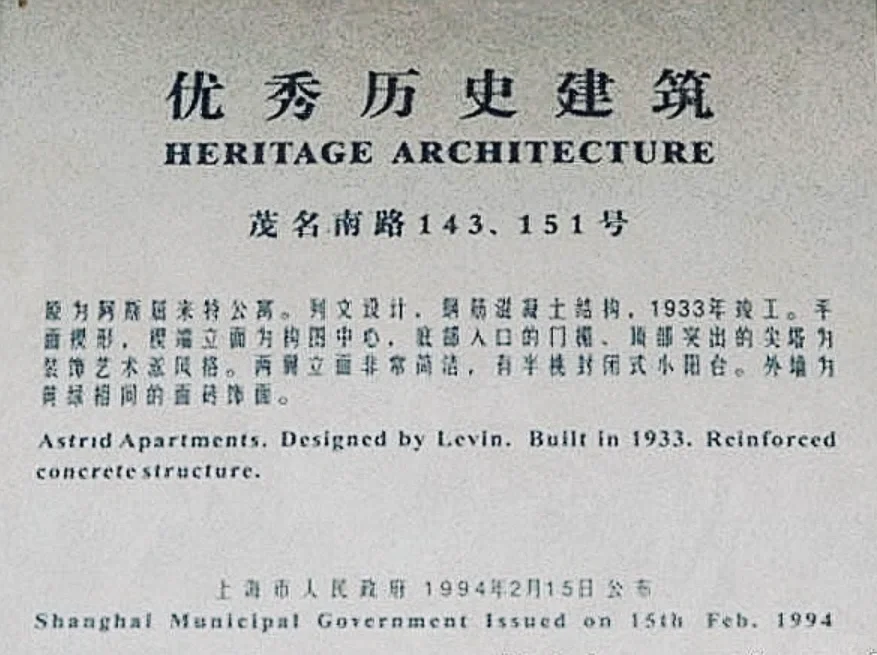 优秀历史建筑
HERITAGE ARCHITECTURE
茂名南路143、151号
原为阿斯屈来特公寓。列文设计，钢筋混凝土结构，1933年竣工。平
面楔形，楔端立面为构图中心，底部入口的门楣、顶部突出的尖塔为
装饰艺术派风格。两翼立面非常简洁，有半挑封闭式小阳台。外墙为
黄绿相间的面砖饰面。
Astrid Apartments. Designed by Levin. Built in 1933. Reinforced
concrete structure.
上海市人民政府 1994年2月15日公布
Shanghai Municipal Government Issued on 15th Feb. 1994